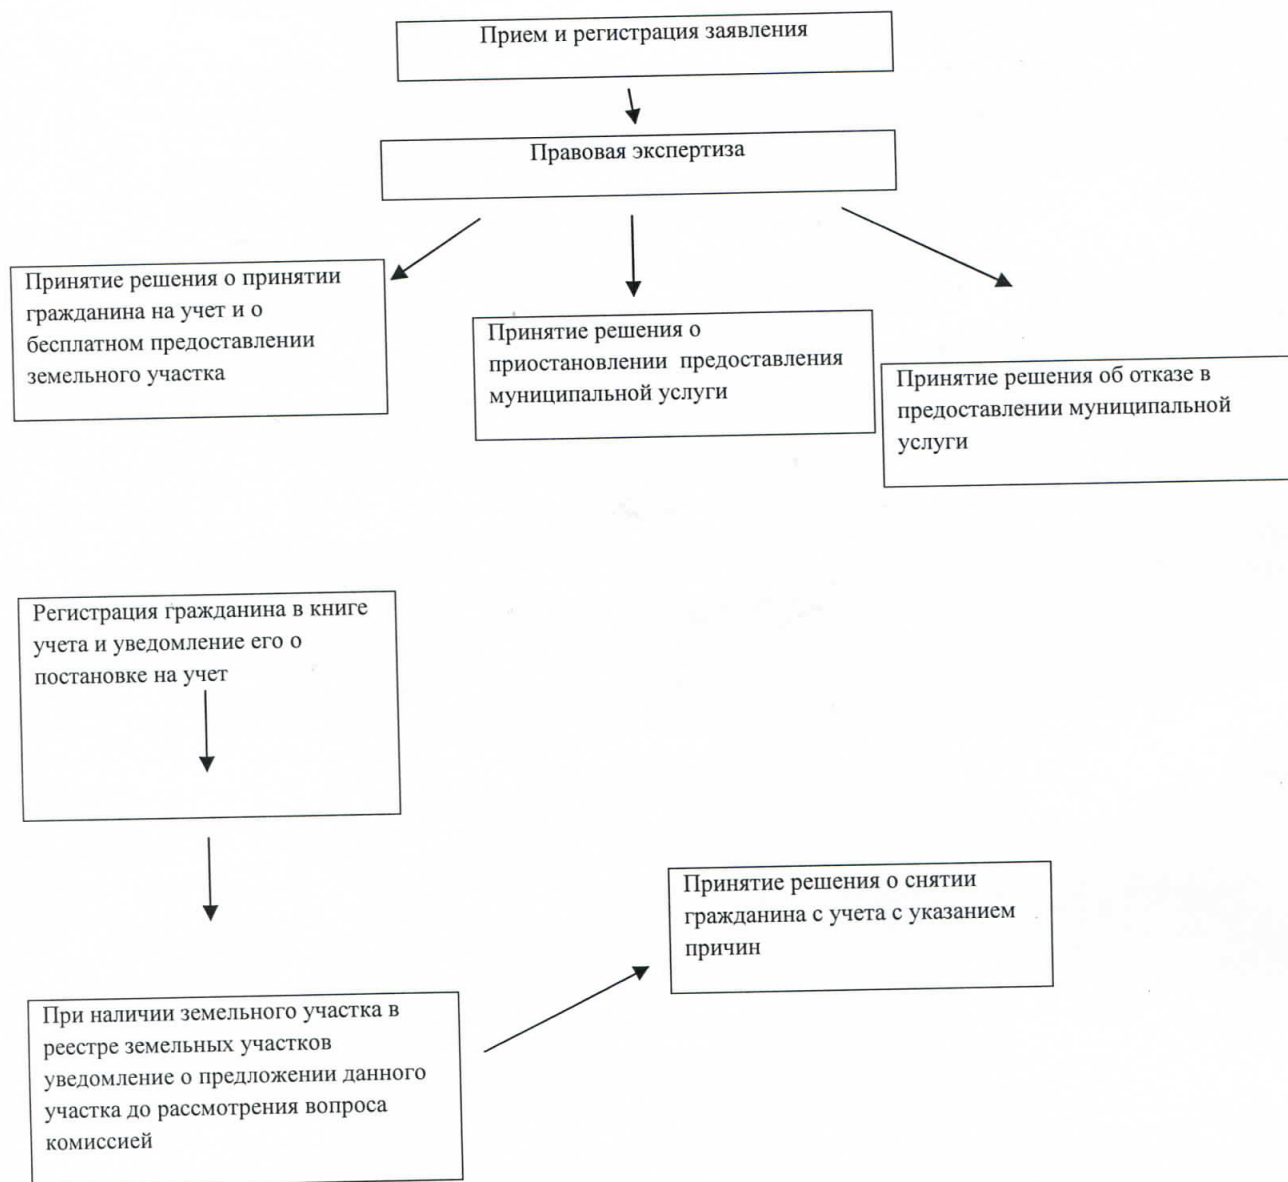 Прием и регистрация заявления
Правовая экспертиза
Принятие решения о принятии
гражданина на учет и о
бесплатном предоставлении
земельного участка
Принятие решения о
приостановлении предоставления
муниципальной услуги
Принятие решения об отказе в
предоставлении муниципальной
услуги
Регистрация гражданина в книге
учета и уведомление его о
постановке на учет
Принятие решения о снятии
гражданина с учета с указанием
причин
При наличии земельного участка в
реестре земельных участков
уведомление о предложении данного
участка до рассмотрения вопроса
комиссией